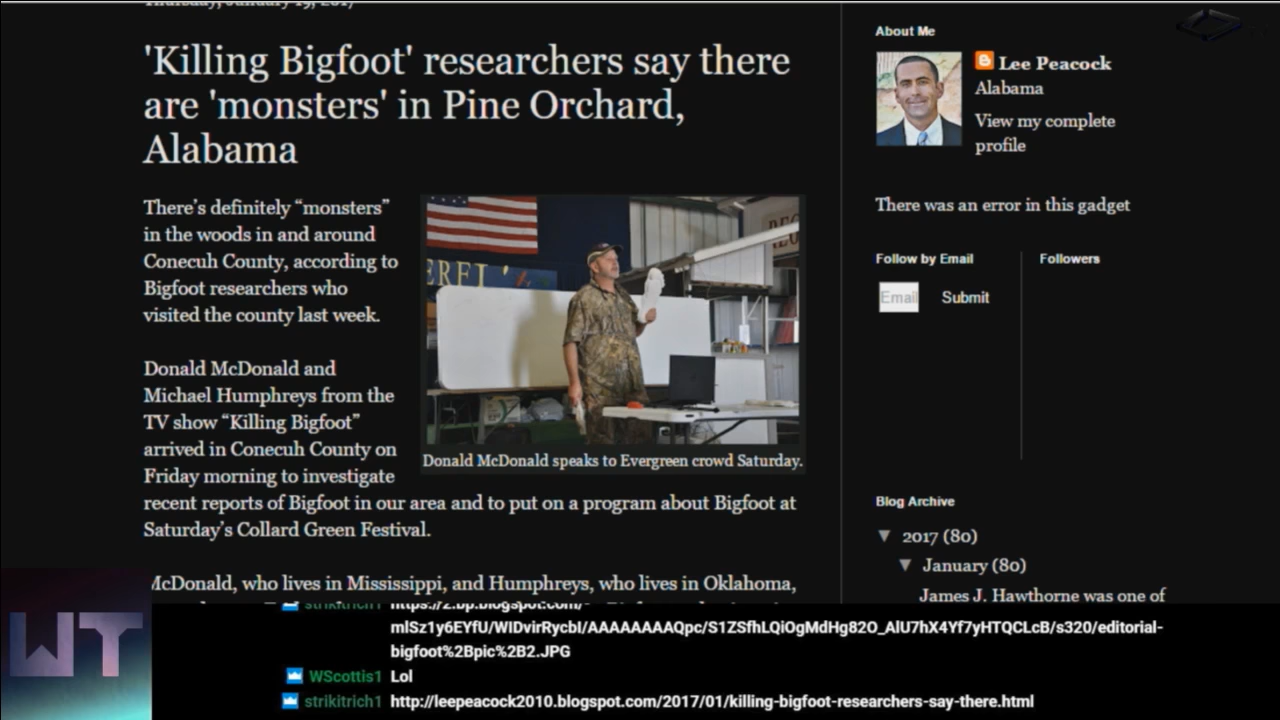 Thursday, January 19, 2017
'Killing Bigfoot' researchers say there
are 'monsters' in Pine Orchard,
Alabama
There's definitely “monsters”
in the woods in and around
Conecuh County, according to
Bigfoot researchers who
visited the county last week.
Donald McDonald and
Michael Humphreys from the
TV show “Killing Bigfoot”
arrived in Conecuh County on
Friday morning to investigate
recent reports of Bigfoot in our area and to put on a program about Bigfoot at
Saturday's Collard Green Festival.
McDonald, who lives in Mississippi, and Humphreys, who lives in Oklahoma,
Donald McDonald speaks to Evergreen crowd Saturday.
About Me
Lee Peacock
Alabama
View my complete
profile
There was an error in this gadget
Follow by Email
Followers
Email
Submit
Blog Archive
▼ 2017 (80)
▼ January (80)
James J. Hawthorne was one of
WT
strikitrich1
mlSz1y6EYfU/WIDvirRycbI/AAAAAAAAQpc/S1ZSfhLQiOgMdHg82O_AlU7hX4Yf7yHTQCLcB/s320/editorial-
bigfoot%2Bpic%2B2.JPG
WScottis1 Lol
strikitrich1 http://leepeacock2010.blogspot.com/2017/01/killing-bigfoot-researchers-say-there.html